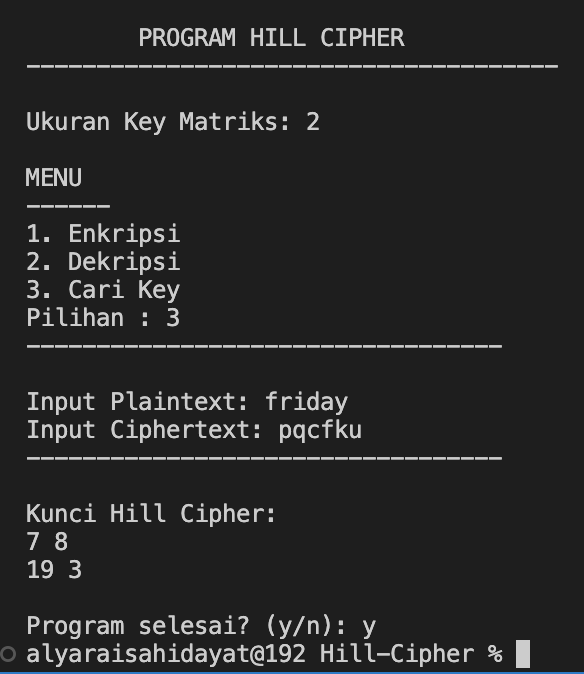 PROGRAM HILL CIPHER
--------------------------------------
Ukuran Key Matriks: 2
MENU
------
1. Enkripsi
2. Dekripsi
3. Cari Key
Pilihan : 3
----------------------------------
Input Plaintext: friday
Input Ciphertext: pqcfku
----------------------------------
Kunci Hill Cipher:
7 8
19 3
Program selesai? (y/n): y
alyaraisahidayat@192 Hill-Cipher %